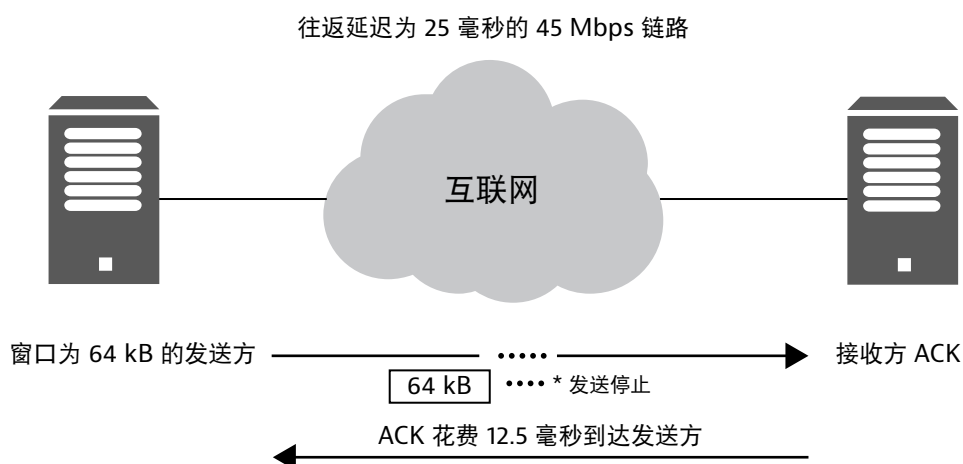 往返延迟为 25 毫秒的 45 Mbps 链路
互联网
窗口为 64 kB 的发送方
接收方 ACK
64 kB
* 发送停止
ACK 花费 12.5 毫秒到达发送方